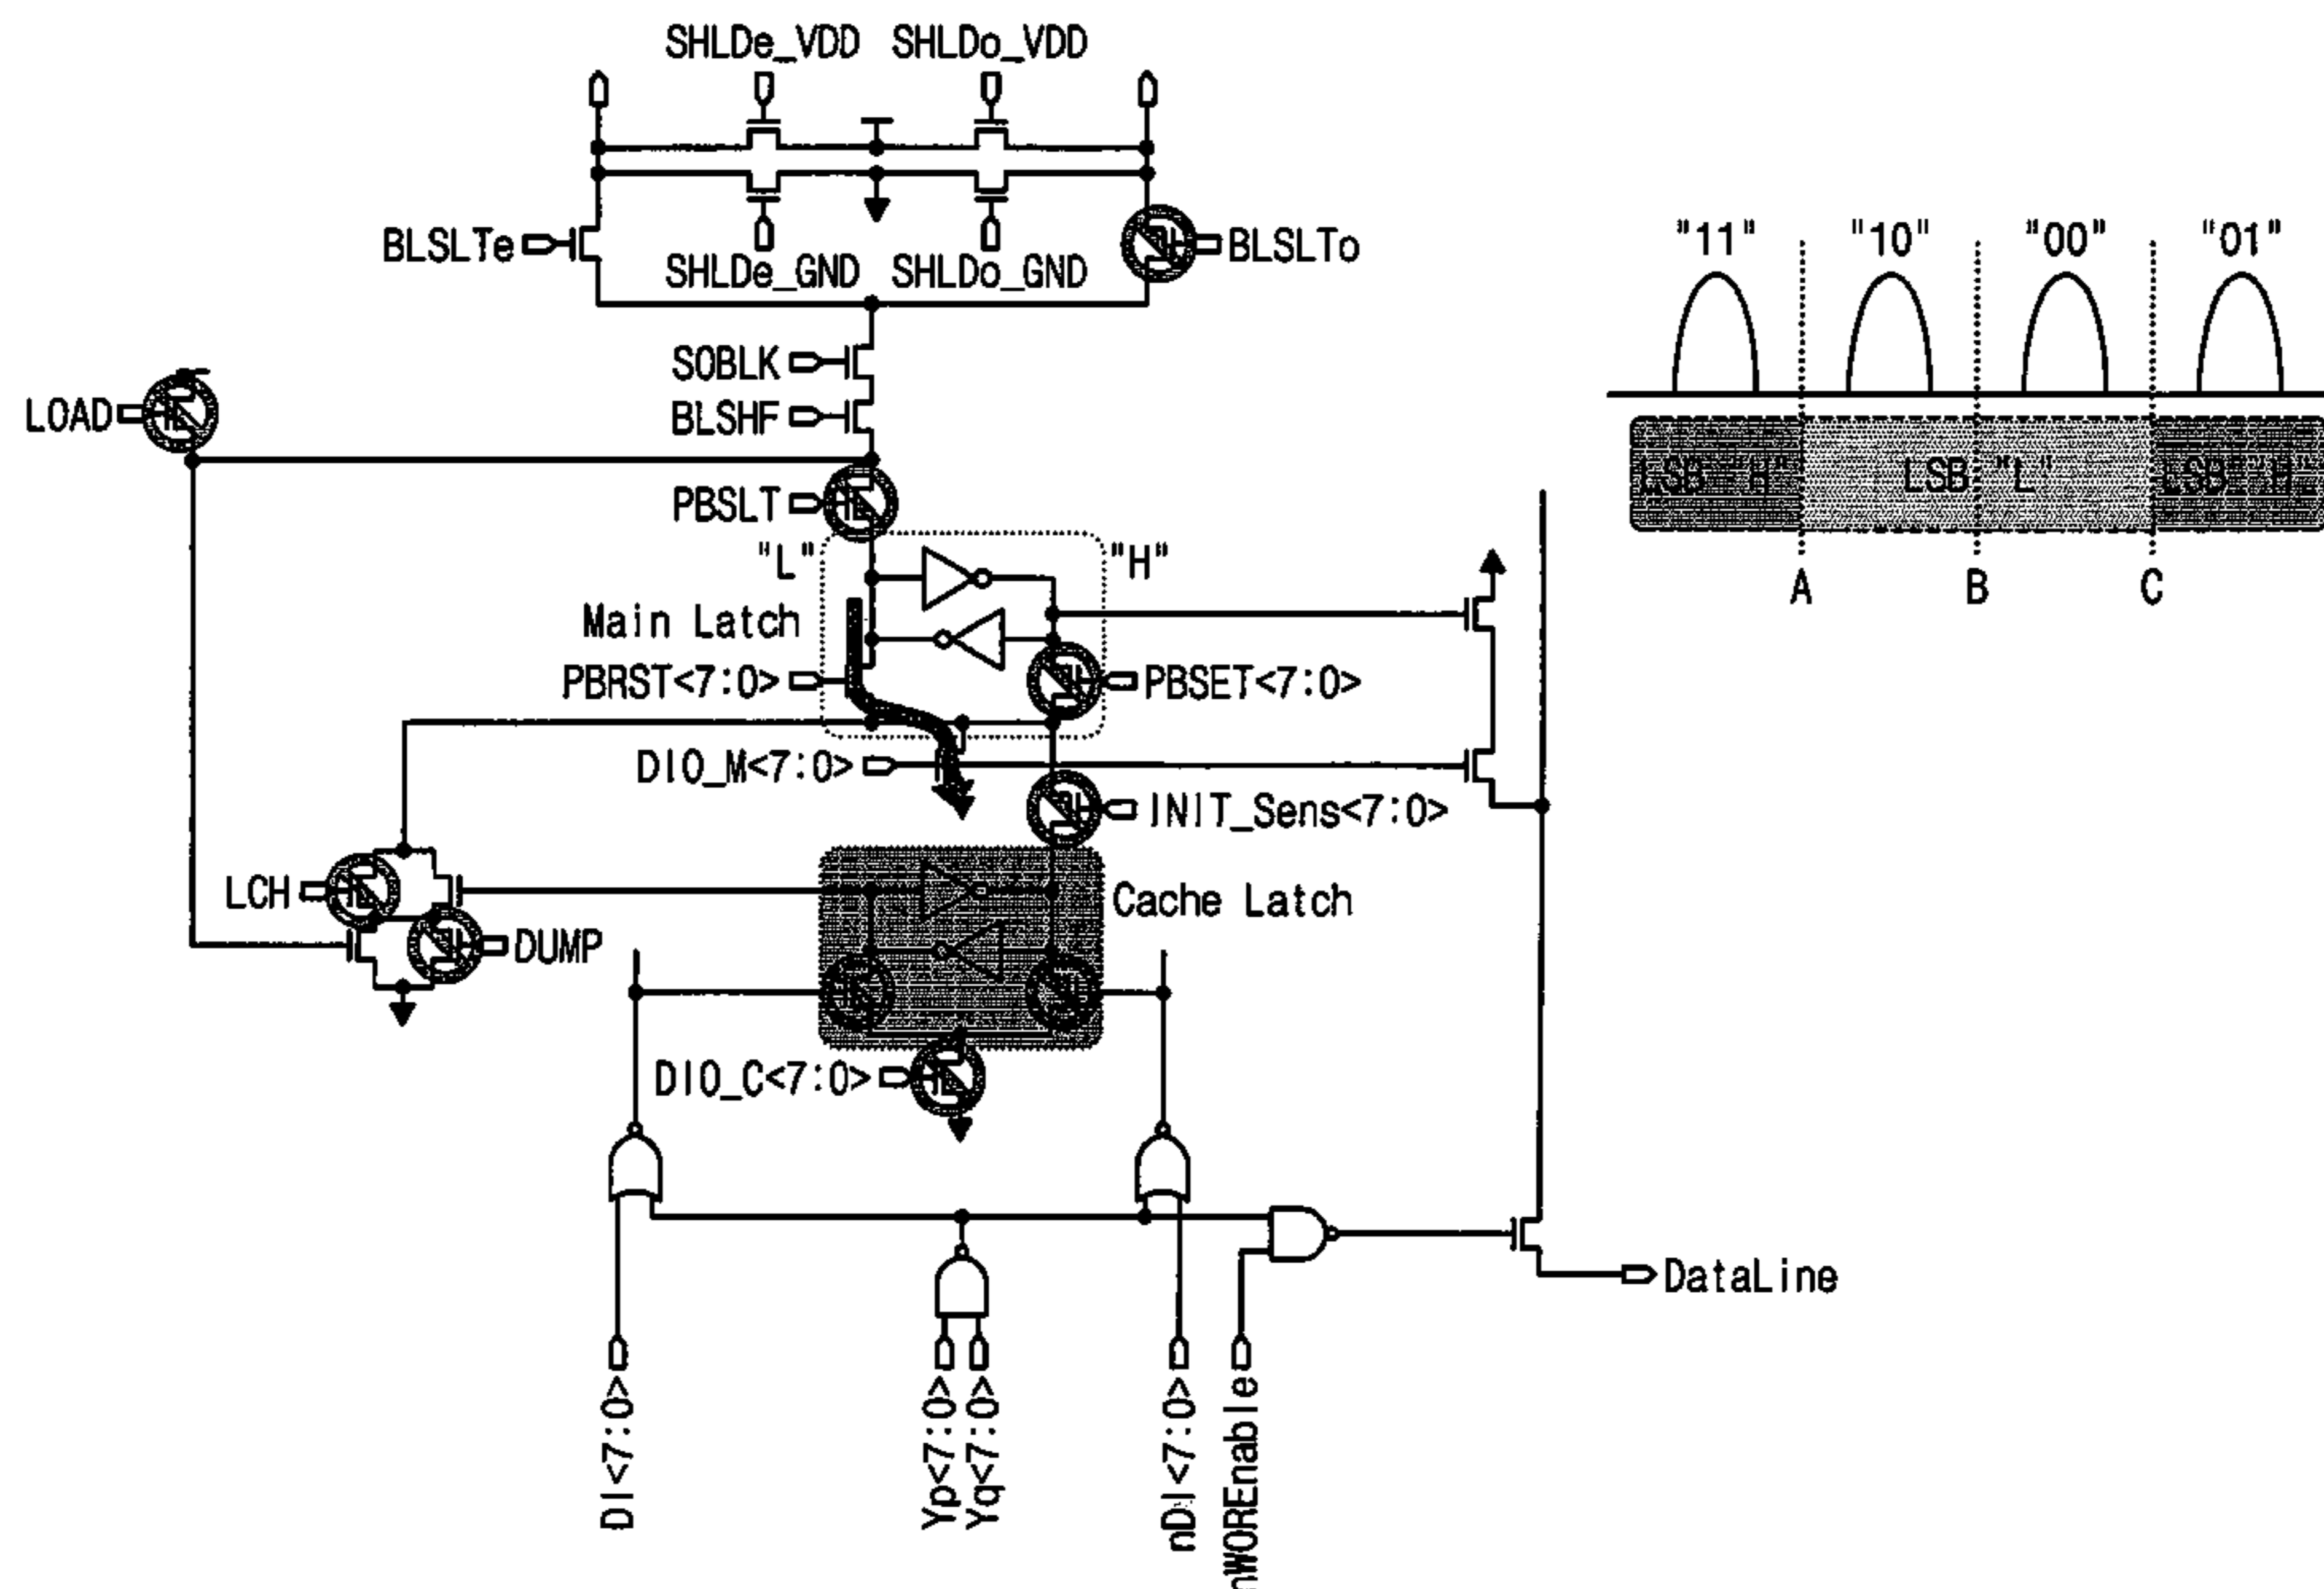 SHLDe_VDD SHLDo_VDD
BLSLTe
SHLDe_GND SHLDo_GND
BLSLTo
"11" "10" "00" "01"
SOBLK
LOAD
BLSHF
LSB "H" LSB "L" LSB "H"
PBSLT
"L" "H"
A B C
Main Latch
PBRST<7:0>
PBSET<7:0>
DIO_M<7:0>
INIT_Sens<7:0>
LCH
Cache Latch
DUMP
DIO_C<7:0>
DataLine
DI<7:0>
Yp<7:0>
Yq<7:0>
nDI<7:0>
nWOREnable